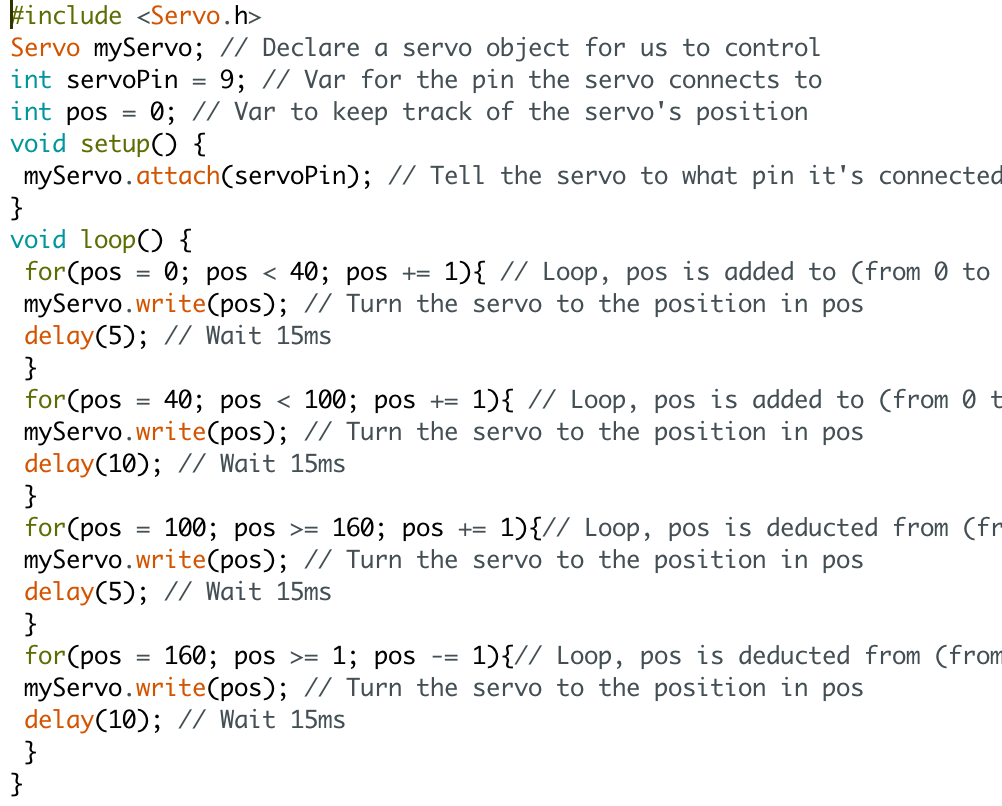 #include <Servo.h>
Servo myServo; // Declare a servo object for us to control
int servoPin = 9; // Var for the pin the servo connects to
int pos = 0; // Var to keep track of the servo's position
void setup() {
 myServo.attach(servoPin); // Tell the servo to what pin it's connected
}
void loop() {
 for(pos = 0; pos < 40; pos += 1){ // Loop, pos is added to (from 0 to
 myServo.write(pos); // Turn the servo to the position in pos
 delay(5); // Wait 15ms
 }
 for(pos = 40; pos < 100; pos += 1){ // Loop, pos is added to (from 0 t
 myServo.write(pos); // Turn the servo to the position in pos
 delay(10); // Wait 15ms
 }
 for(pos = 100; pos >= 160; pos += 1){// Loop, pos is deducted from (fr
 myServo.write(pos); // Turn the servo to the position in pos
 delay(5); // Wait 15ms
 }
 for(pos = 160; pos >= 1; pos -= 1){// Loop, pos is deducted from (from
 myServo.write(pos); // Turn the servo to the position in pos
 delay(10); // Wait 15ms
 }
}